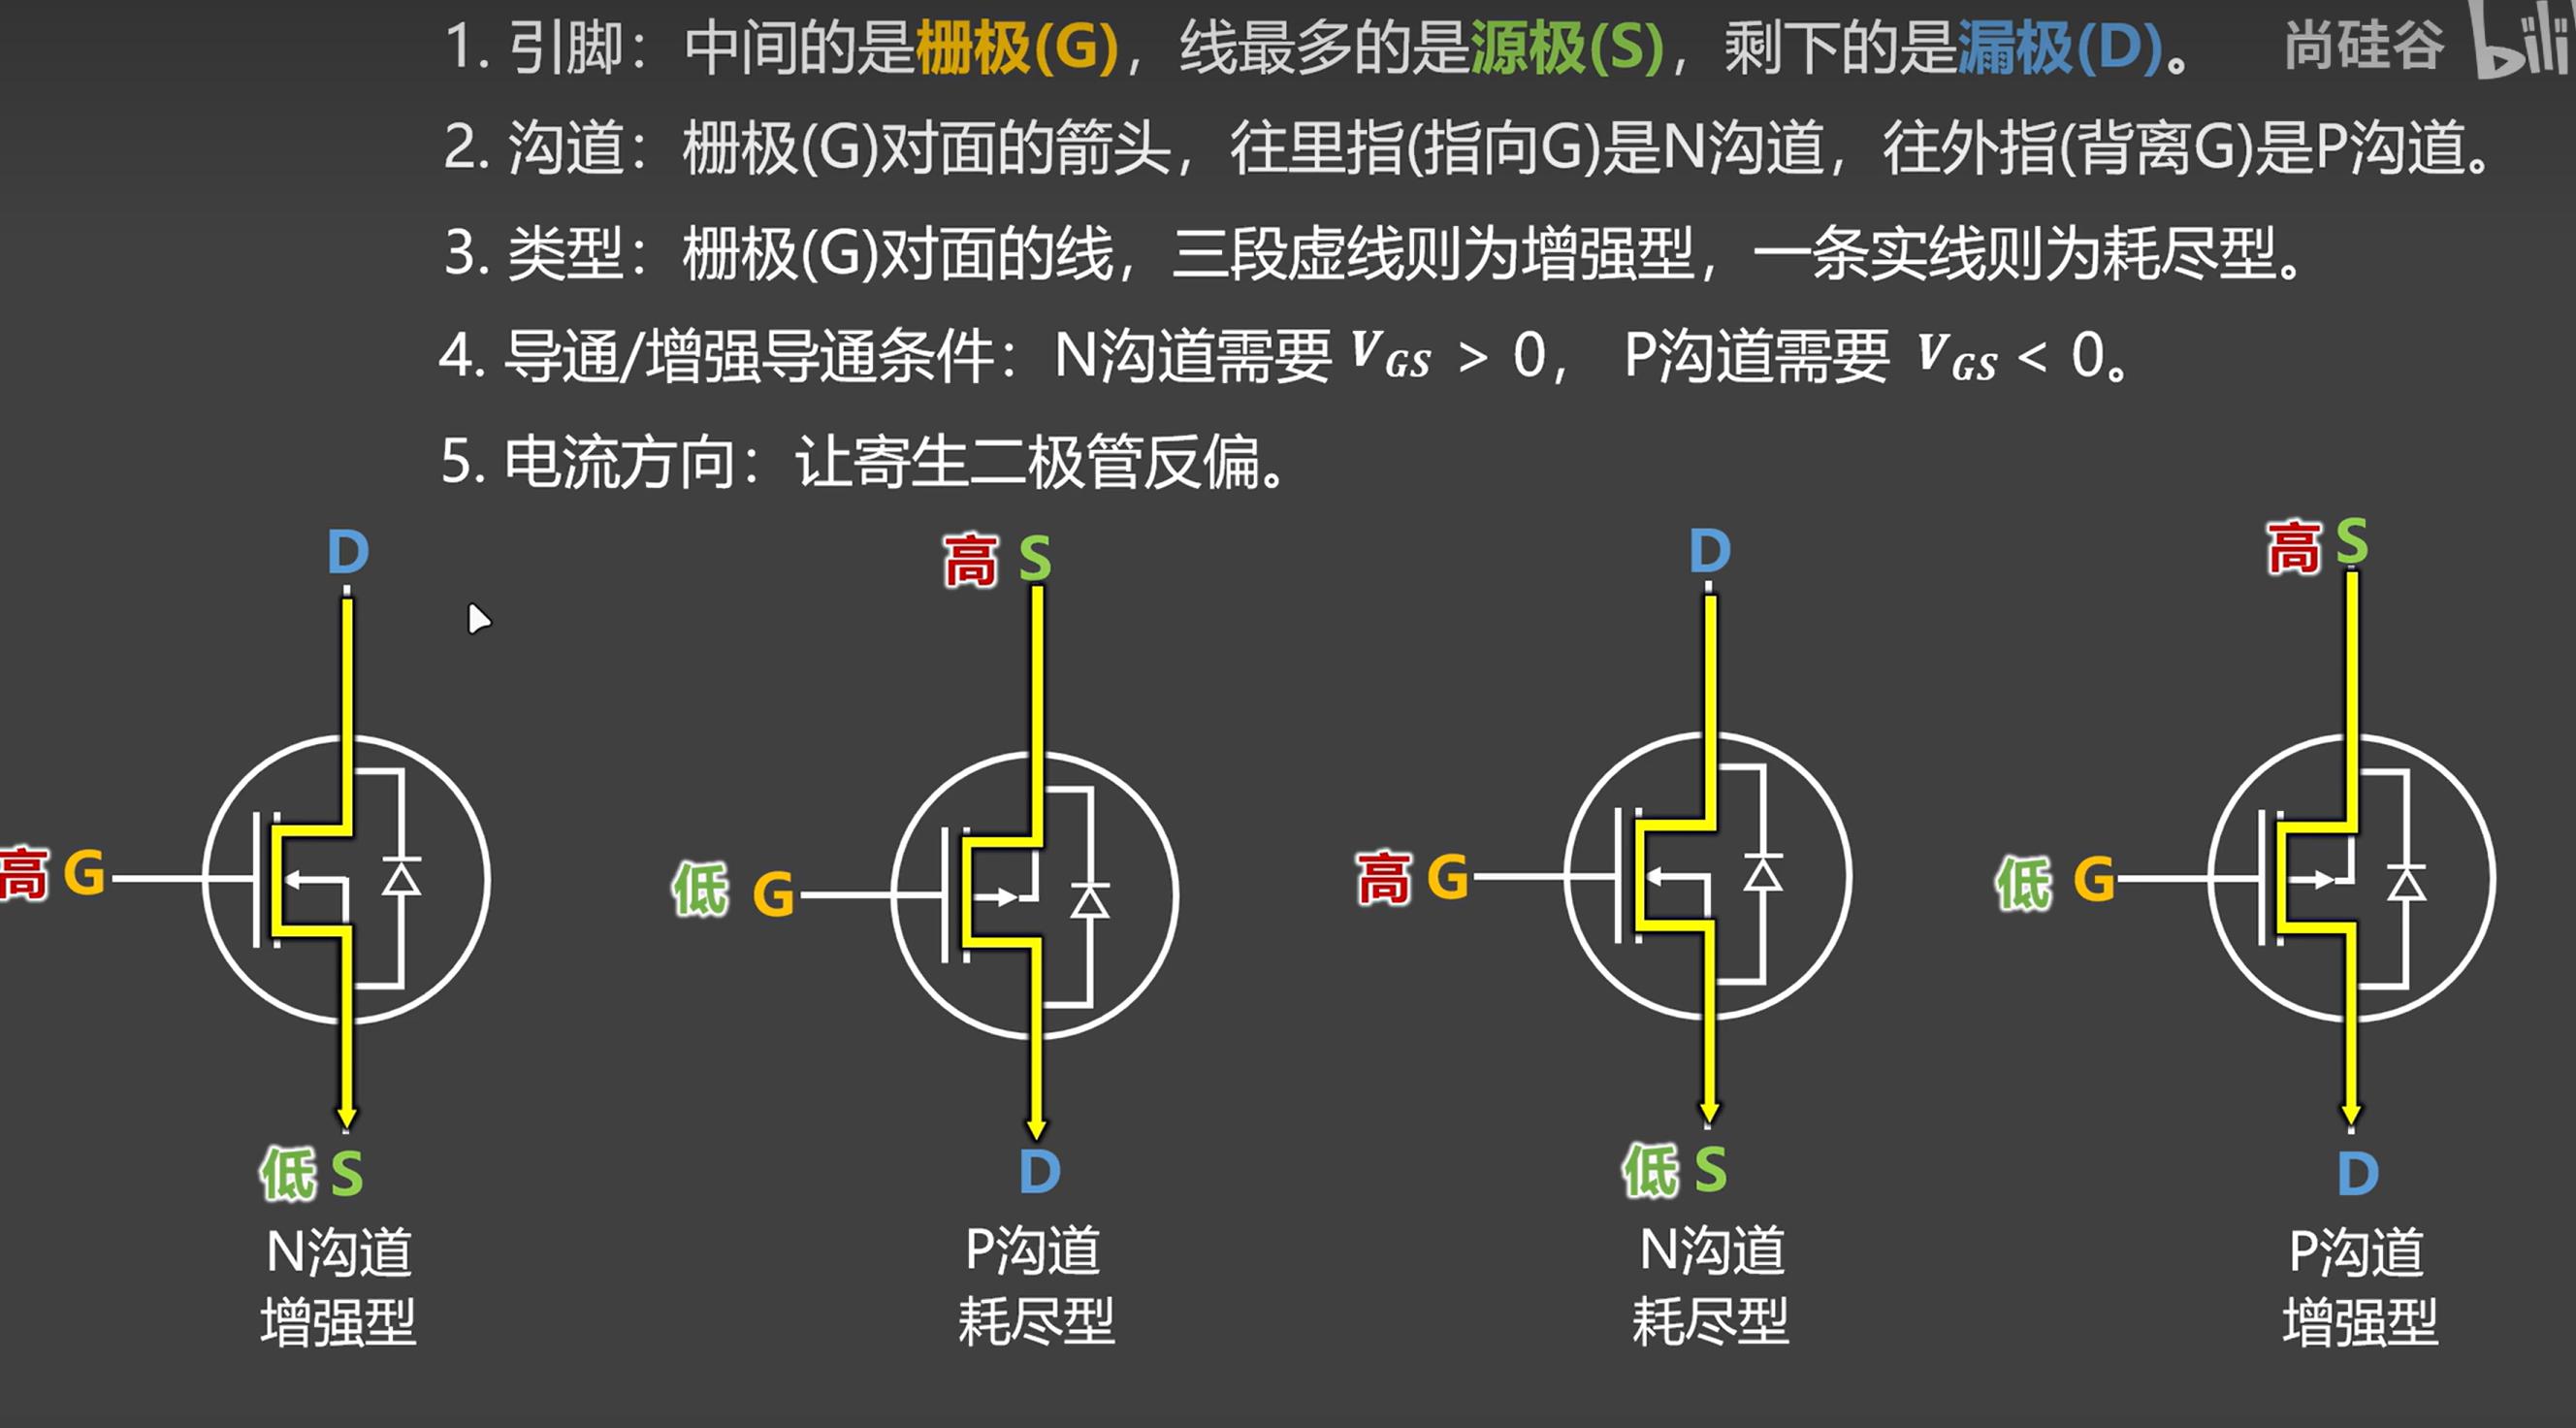 1. 引脚：中间的是栅极(G)，线最多的是源极(S)，剩下的是漏极(D)。
尚硅谷 bili
2. 沟道：栅极(G)对面的箭头，往里指(指向G)是N沟道，往外指(背离G)是P沟道。
3. 类型：栅极(G)对面的线，三段虚线则为增强型，一条实线则为耗尽型。
4. 导通/增强导通条件：N沟道需要 V_GS > 0， P沟道需要 V_GS < 0。
5. 电流方向：让寄生二极管反偏。
D
高 G
低 S
N沟道
增强型
高 S
低 G
D
P沟道
耗尽型
D
高 G
低 S
N沟道
耗尽型
高 S
低 G
D
P沟道
增强型